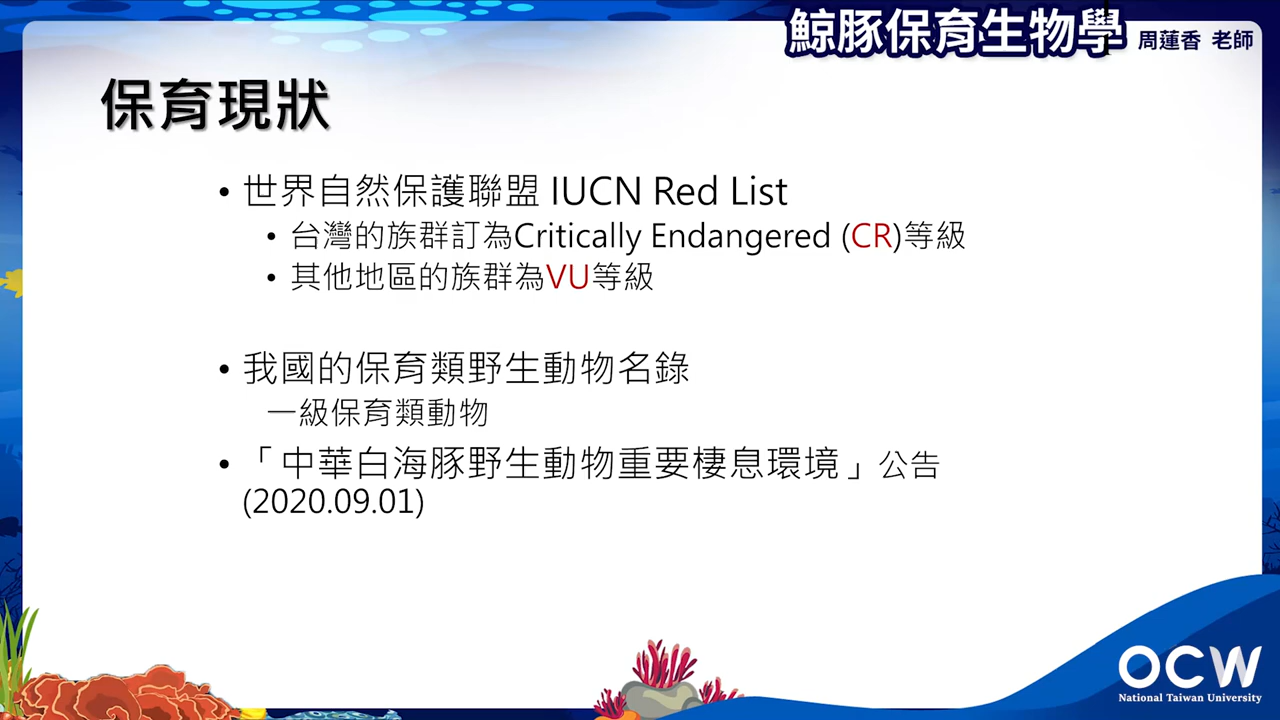 鯨豚保育生物學 周蓮香 老師
保育現狀
• 世界自然保護聯盟 IUCN Red List
• 台灣的族群訂為Critically Endangered (CR)等級
• 其他地區的族群為VU等級
• 我國的保育類野生動物名錄
一級保育類動物
• 「中華白海豚野生動物重要棲息環境」公告
(2020.09.01)
OCW
National Taiwan University